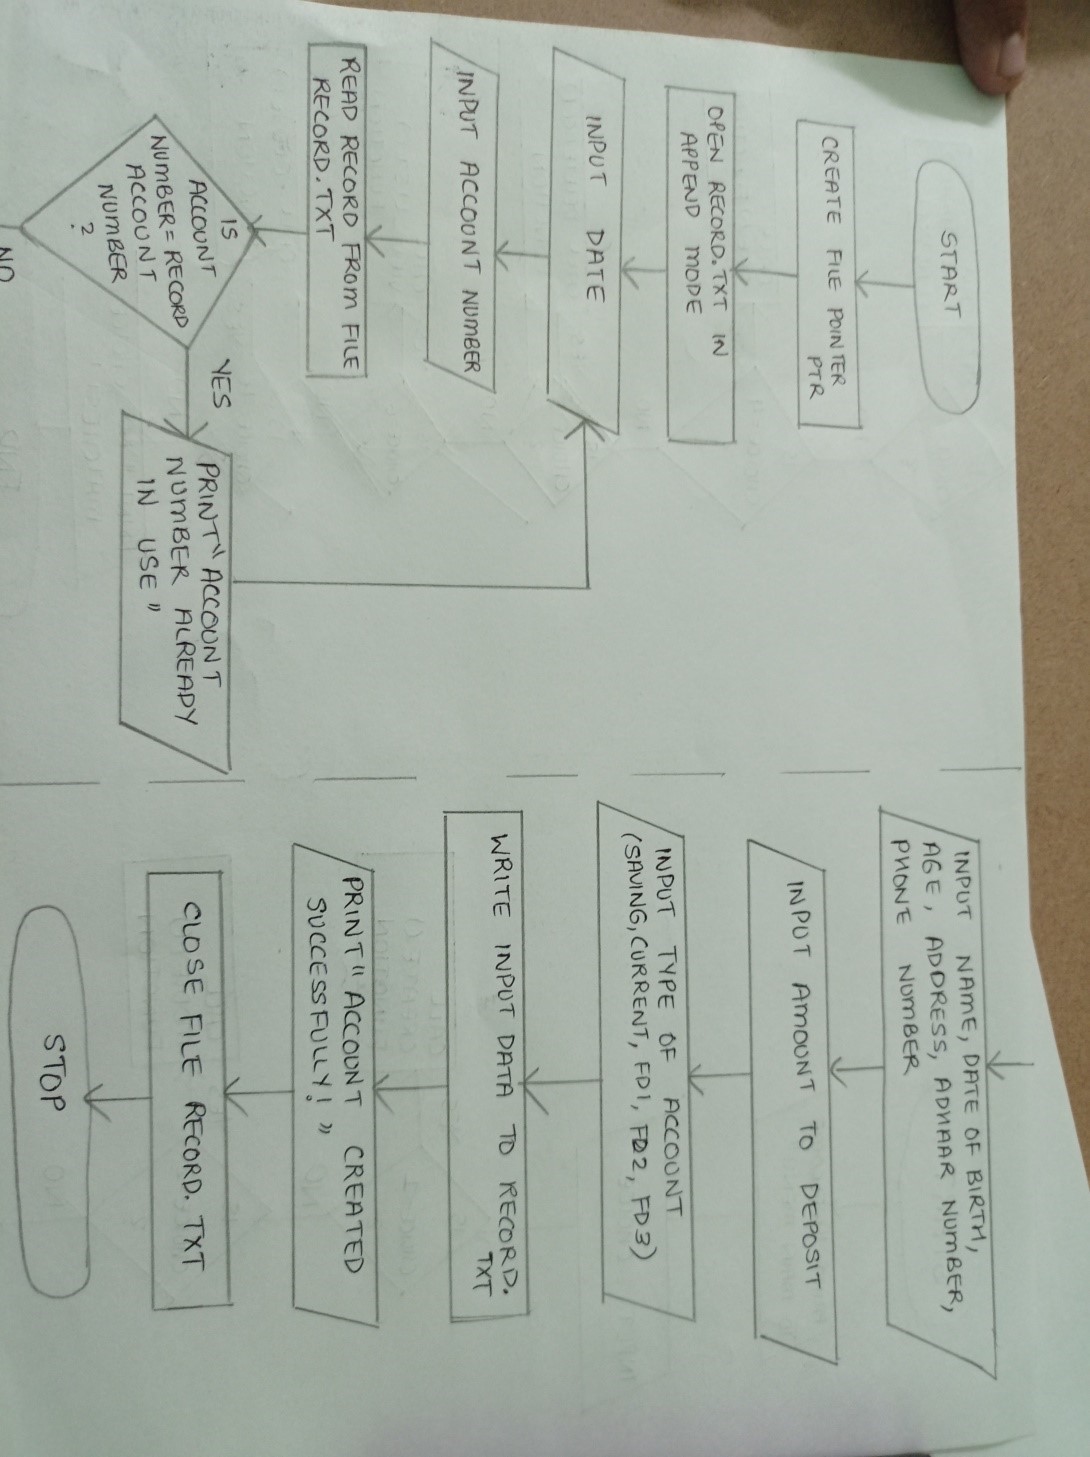 START
CREATE FILE POINTER
PTR
OPEN RECORD.TXT IN
APPEND MODE
INPUT DATE
INPUT ACCOUNT NUMBER
READ RECORD FROM FILE
RECORD.TXT
IS
ACCOUNT
NUMBER=RECORD
ACCOUNT
NUMBER
?
YES
PRINT "ACCOUNT
NUMBER ALREADY
IN USE"
NO
INPUT NAME, DATE OF BIRTH,
AGE, ADDRESS, ADHAAR NUMBER,
PHONE NUMBER
INPUT AMOUNT TO DEPOSIT
INPUT TYPE OF ACCOUNT
(SAVING, CURRENT, FD1, FD2, FD3)
WRITE INPUT DATA TO RECORD.
TXT
PRINT "ACCOUNT CREATED
SUCCESSFULLY!"
CLOSE FILE RECORD.TXT
STOP